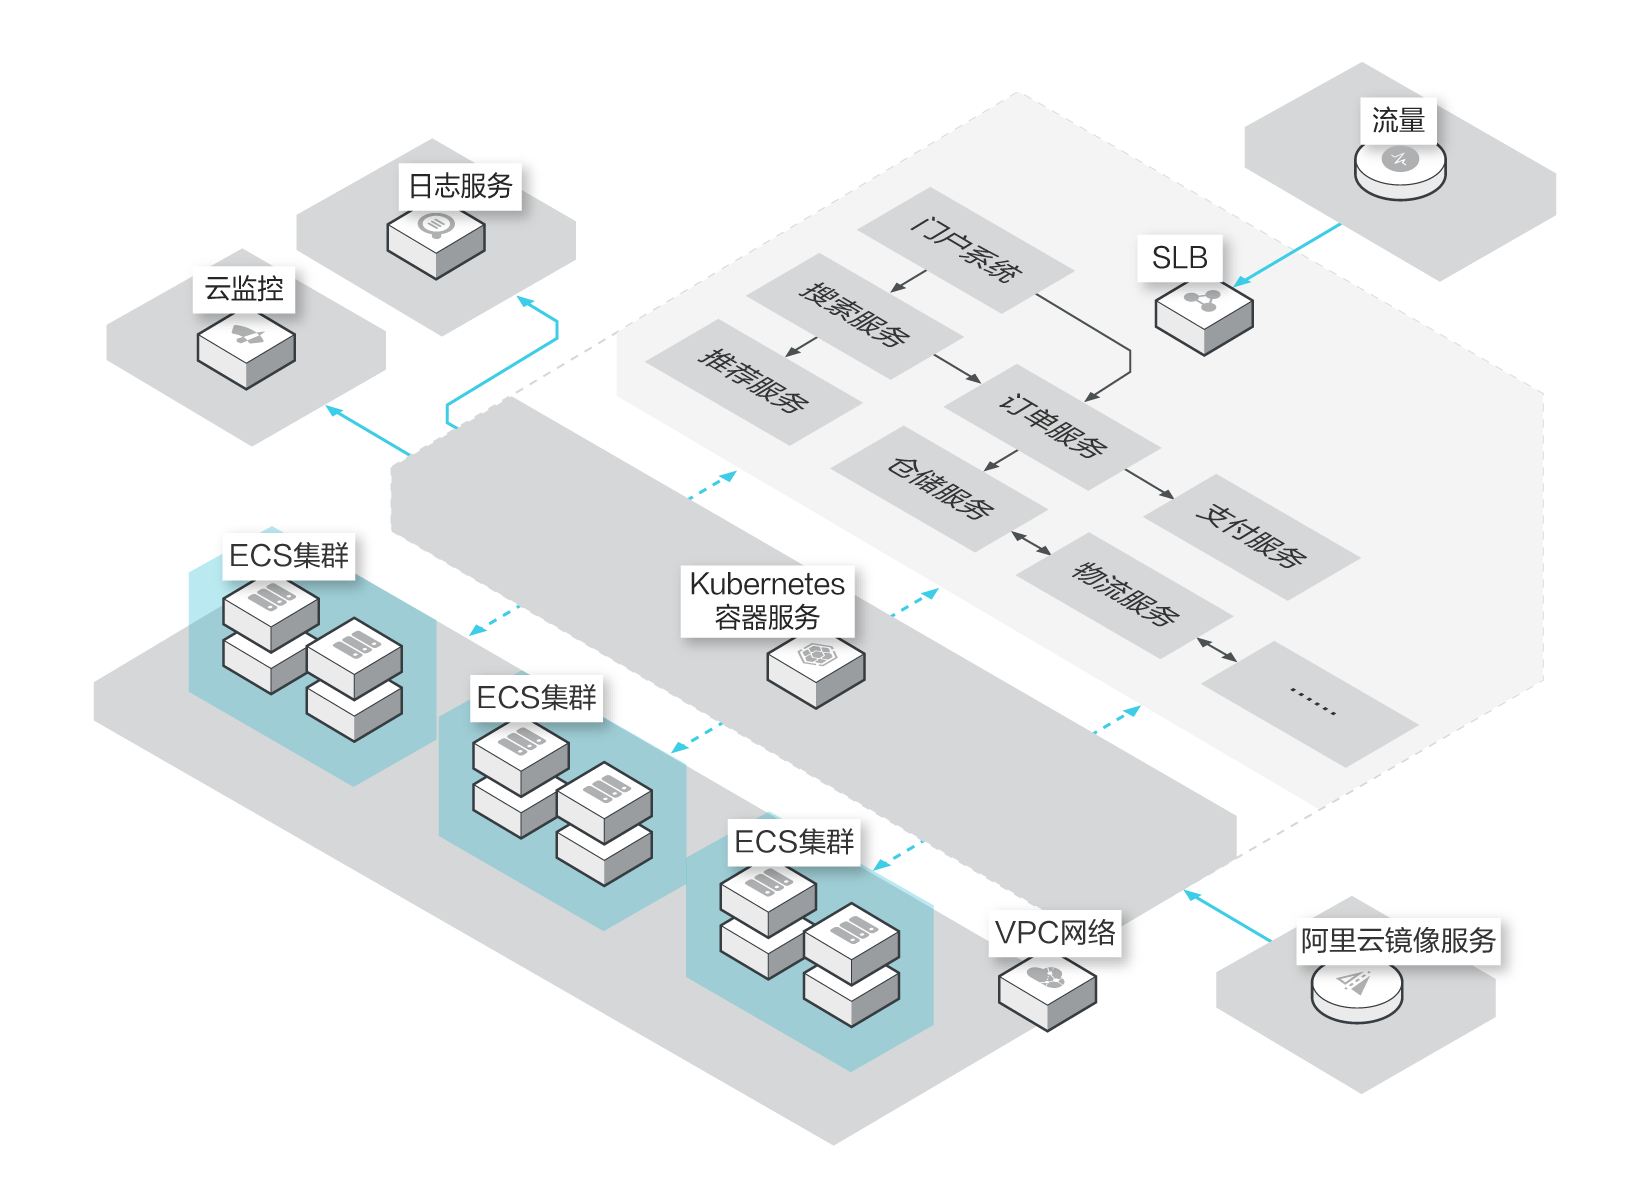 流量
日志服务
门户系统
SLB
云监控
搜索服务
推荐服务
订单服务
仓储服务
支付服务
ECS集群
Kubernetes
容器服务
物流服务
ECS集群
······
ECS集群
VPC网络
阿里云镜像服务